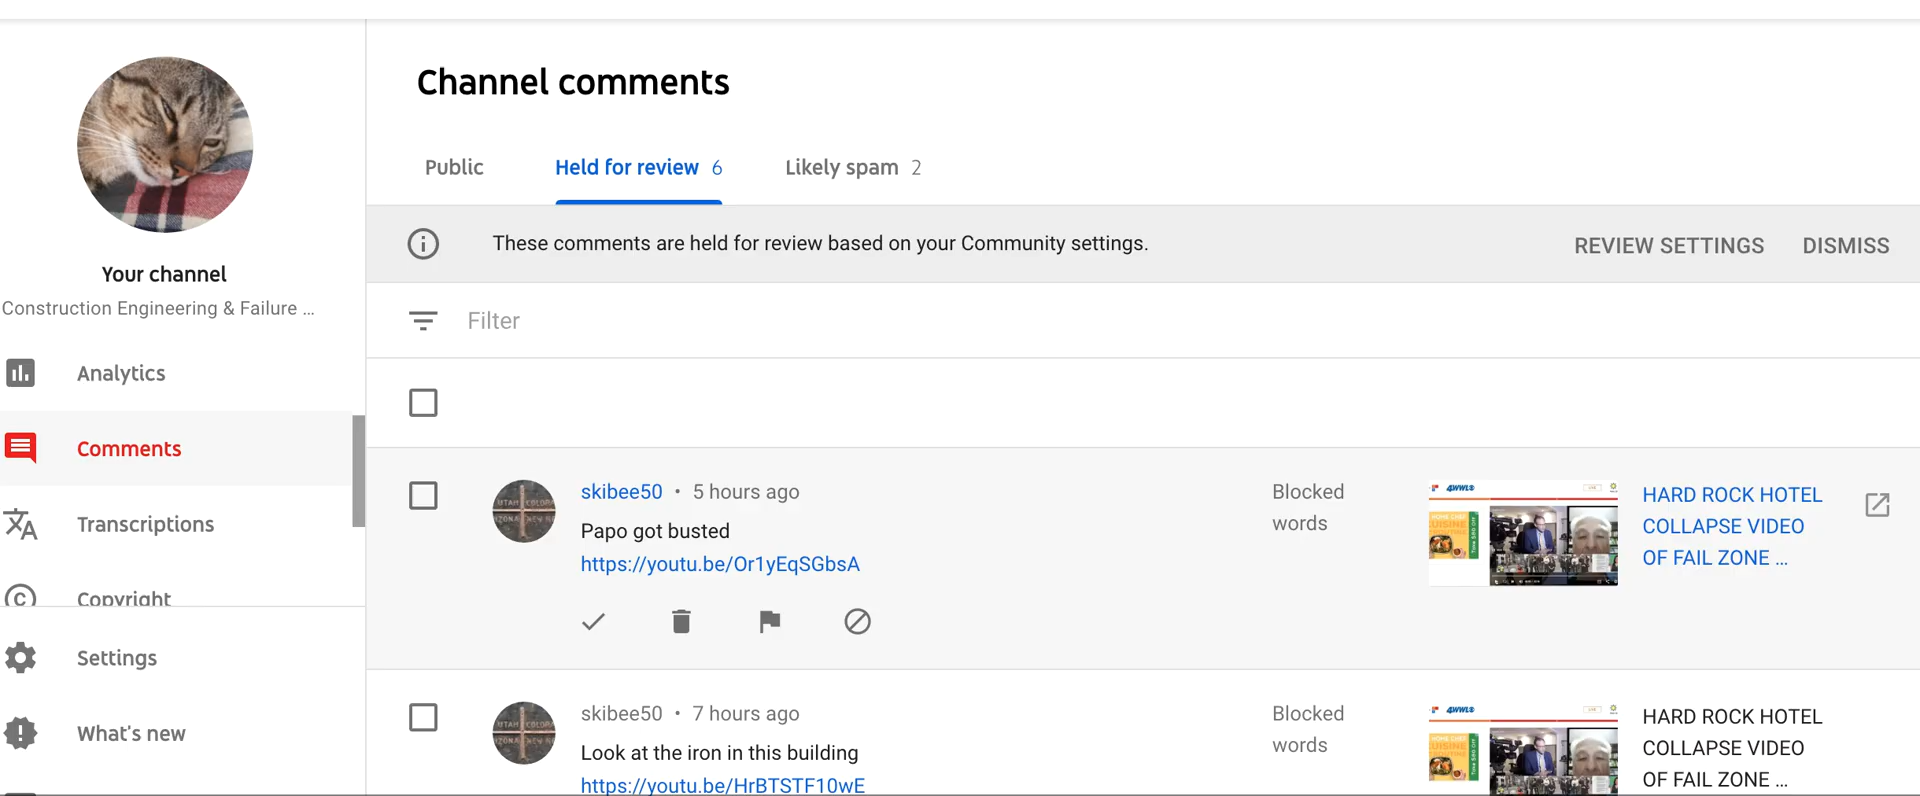 Channel comments
Public
Held for review 6
Likely spam 2
These comments are held for review based on your Community settings.
REVIEW SETTINGS
DISMISS
Filter
Your channel
Construction Engineering & Failure ...
Analytics
Comments
Transcriptions
Copyright
Settings
What's new
skibee50 • 5 hours ago
Papo got busted
https://youtu.be/Or1yEqSGbsA
Blocked
words
4WWL
HARD ROCK HOTEL
COLLAPSE VIDEO
OF FAIL ZONE ...
skibee50 • 7 hours ago
Look at the iron in this building
https://youtu.be/HrBTSTF10wE
Blocked
words
4WWL
HARD ROCK HOTEL
COLLAPSE VIDEO
OF FAIL ZONE ...